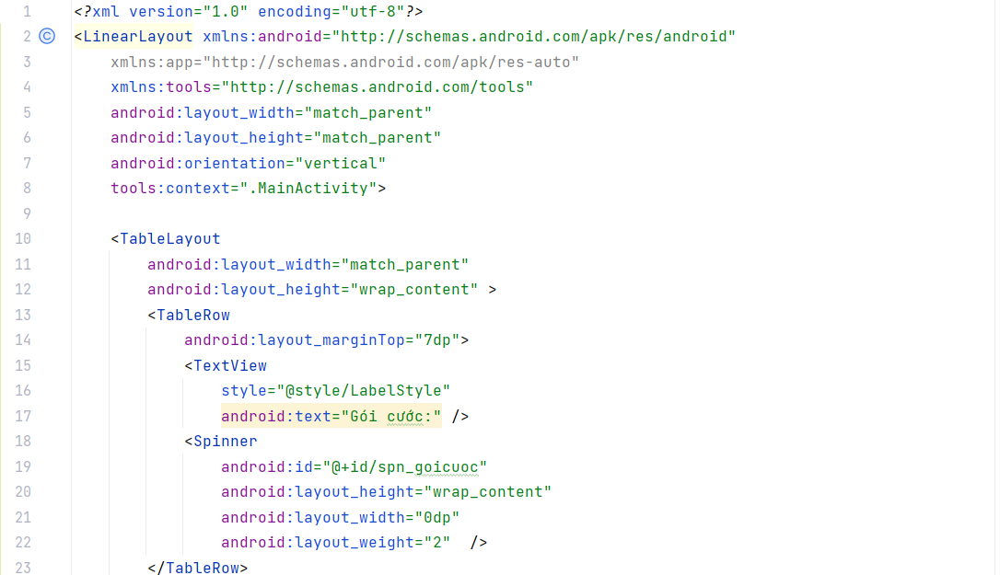 1 <?xml version="1.0" encoding="utf-8"?>
2 <LinearLayout xmlns:android="http://schemas.android.com/apk/res/android"
3 xmlns:app="http://schemas.android.com/apk/res-auto"
4 xmlns:tools="http://schemas.android.com/tools"
5 android:layout_width="match_parent"
6 android:layout_height="match_parent"
7 android:orientation="vertical"
8 tools:context=".MainActivity">
9
10 <TableLayout
11 android:layout_width="match_parent"
12 android:layout_height="wrap_content" >
13 <TableRow
14 android:layout_marginTop="7dp">
15 <TextView
16 style="@style/LabelStyle"
17 android:text="Gói cước:" />
18 <Spinner
19 android:id="@+id/spn_goicuoc"
20 android:layout_height="wrap_content"
21 android:layout_width="0dp"
22 android:layout_weight="2"  />
23 </TableRow>